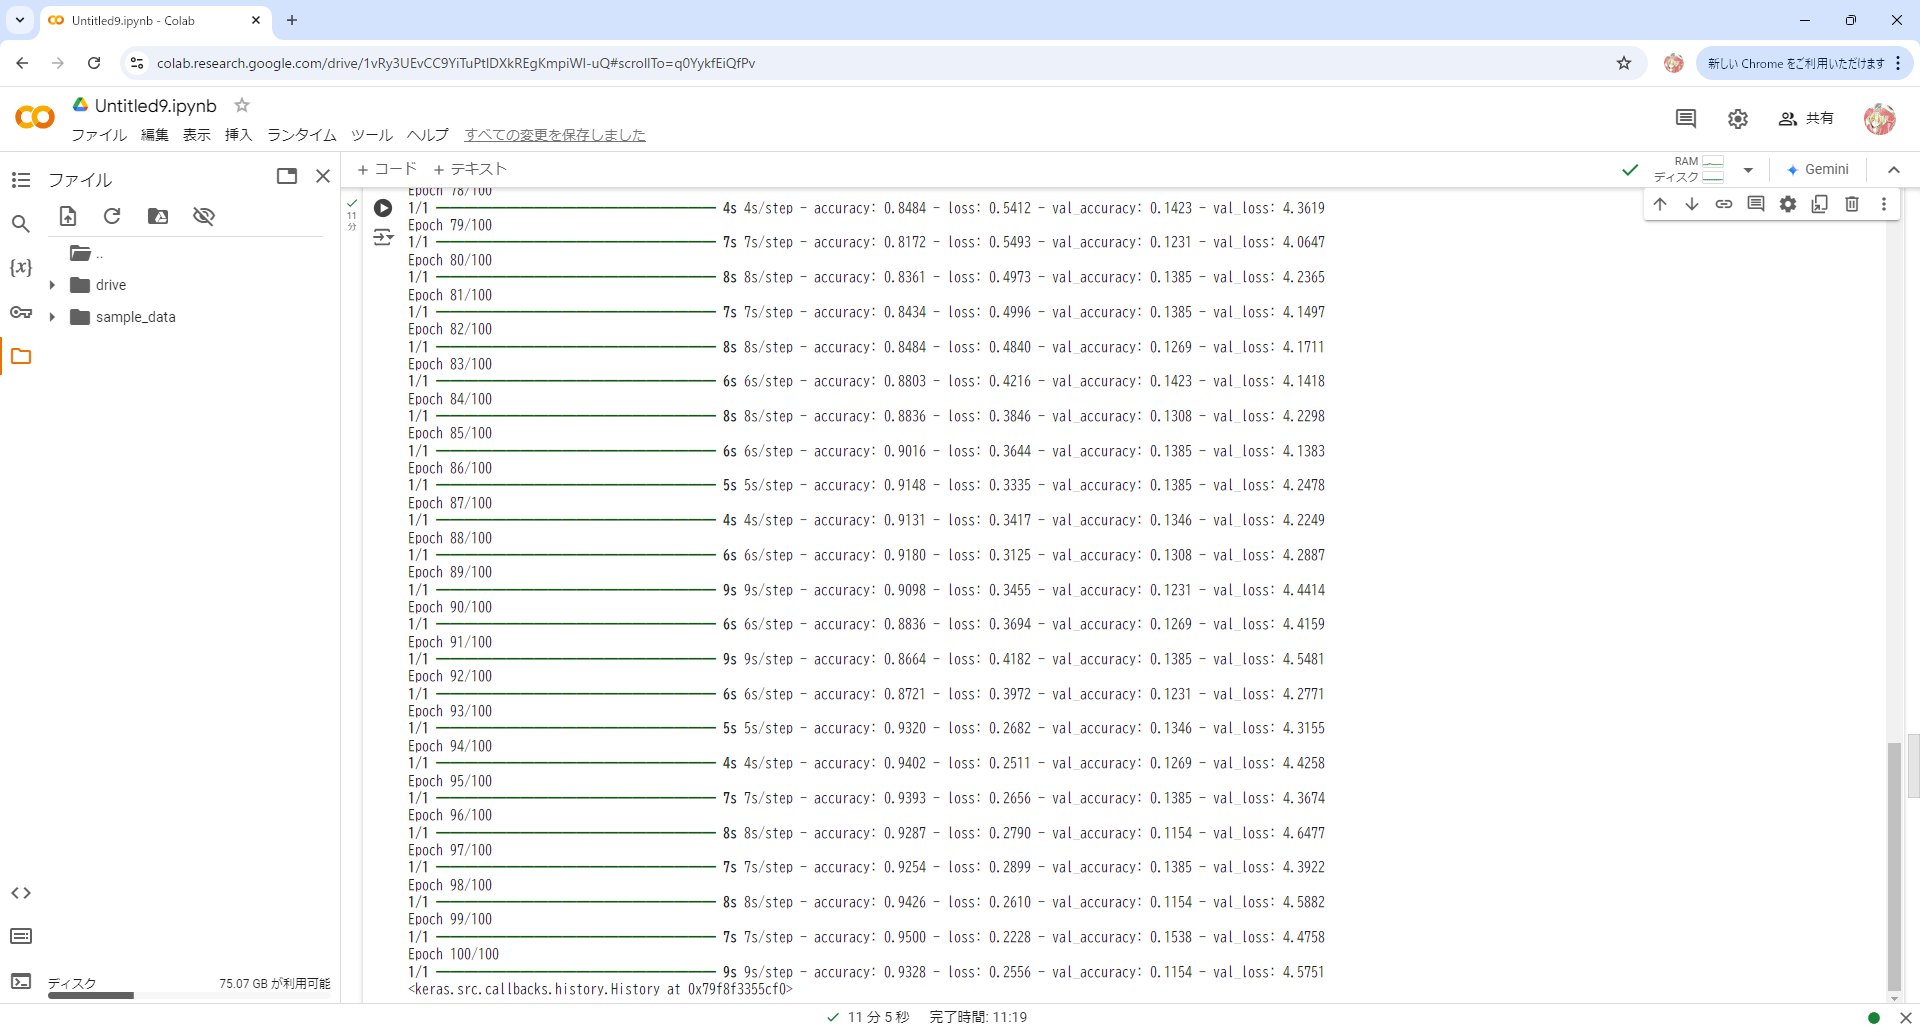 Untitled9.ipynb - Colab
colab.research.google.com/drive/1vRy3UEvCC9YiTuPtIDXkREgKmpiWI-uQ#scrollTo=q0YykfEiQfPv
新しい Chrome をご利用いただけます
Untitled9.ipynb
ファイル 編集 表示 挿入 ランタイム ツール ヘルプ すべての変更を保存しました
共有
ファイル
+ コード + テキスト
RAM
ディスク
Gemini
..
drive
sample_data
11
分
Epoch 78/100
1/1 4s 4s/step - accuracy: 0.8484 - loss: 0.5412 - val_accuracy: 0.1423 - val_loss: 4.3619
Epoch 79/100
1/1 7s 7s/step - accuracy: 0.8172 - loss: 0.5493 - val_accuracy: 0.1231 - val_loss: 4.0647
Epoch 80/100
1/1 8s 8s/step - accuracy: 0.8361 - loss: 0.4973 - val_accuracy: 0.1385 - val_loss: 4.2365
Epoch 81/100
1/1 7s 7s/step - accuracy: 0.8434 - loss: 0.4996 - val_accuracy: 0.1385 - val_loss: 4.1497
Epoch 82/100
1/1 8s 8s/step - accuracy: 0.8484 - loss: 0.4840 - val_accuracy: 0.1269 - val_loss: 4.1711
Epoch 83/100
1/1 6s 6s/step - accuracy: 0.8803 - loss: 0.4216 - val_accuracy: 0.1423 - val_loss: 4.1418
Epoch 84/100
1/1 8s 8s/step - accuracy: 0.8836 - loss: 0.3846 - val_accuracy: 0.1308 - val_loss: 4.2298
Epoch 85/100
1/1 6s 6s/step - accuracy: 0.9016 - loss: 0.3644 - val_accuracy: 0.1385 - val_loss: 4.1383
Epoch 86/100
1/1 5s 5s/step - accuracy: 0.9148 - loss: 0.3335 - val_accuracy: 0.1385 - val_loss: 4.2478
Epoch 87/100
1/1 4s 4s/step - accuracy: 0.9131 - loss: 0.3417 - val_accuracy: 0.1346 - val_loss: 4.2249
Epoch 88/100
1/1 6s 6s/step - accuracy: 0.9180 - loss: 0.3125 - val_accuracy: 0.1308 - val_loss: 4.2887
Epoch 89/100
1/1 9s 9s/step - accuracy: 0.9098 - loss: 0.3455 - val_accuracy: 0.1231 - val_loss: 4.4414
Epoch 90/100
1/1 6s 6s/step - accuracy: 0.8836 - loss: 0.3694 - val_accuracy: 0.1269 - val_loss: 4.4159
Epoch 91/100
1/1 9s 9s/step - accuracy: 0.8664 - loss: 0.4182 - val_accuracy: 0.1385 - val_loss: 4.5481
Epoch 92/100
1/1 6s 6s/step - accuracy: 0.8721 - loss: 0.3972 - val_accuracy: 0.1231 - val_loss: 4.2771
Epoch 93/100
1/1 5s 5s/step - accuracy: 0.9320 - loss: 0.2682 - val_accuracy: 0.1346 - val_loss: 4.3155
Epoch 94/100
1/1 4s 4s/step - accuracy: 0.9402 - loss: 0.2511 - val_accuracy: 0.1269 - val_loss: 4.4258
Epoch 95/100
1/1 7s 7s/step - accuracy: 0.9393 - loss: 0.2656 - val_accuracy: 0.1385 - val_loss: 4.3674
Epoch 96/100
1/1 8s 8s/step - accuracy: 0.9287 - loss: 0.2790 - val_accuracy: 0.1154 - val_loss: 4.6477
Epoch 97/100
1/1 7s 7s/step - accuracy: 0.9254 - loss: 0.2899 - val_accuracy: 0.1385 - val_loss: 4.3922
Epoch 98/100
1/1 8s 8s/step - accuracy: 0.9426 - loss: 0.2610 - val_accuracy: 0.1154 - val_loss: 4.5882
Epoch 99/100
1/1 7s 7s/step - accuracy: 0.9500 - loss: 0.2228 - val_accuracy: 0.1538 - val_loss: 4.4758
Epoch 100/100
1/1 9s 9s/step - accuracy: 0.9328 - loss: 0.2556 - val_accuracy: 0.1154 - val_loss: 4.5751
<keras.src.callbacks.history.History at 0x79f8f3355cf0>
ディスク 75.07 GB が利用可能
11 分 5 秒 完了時間: 11:19